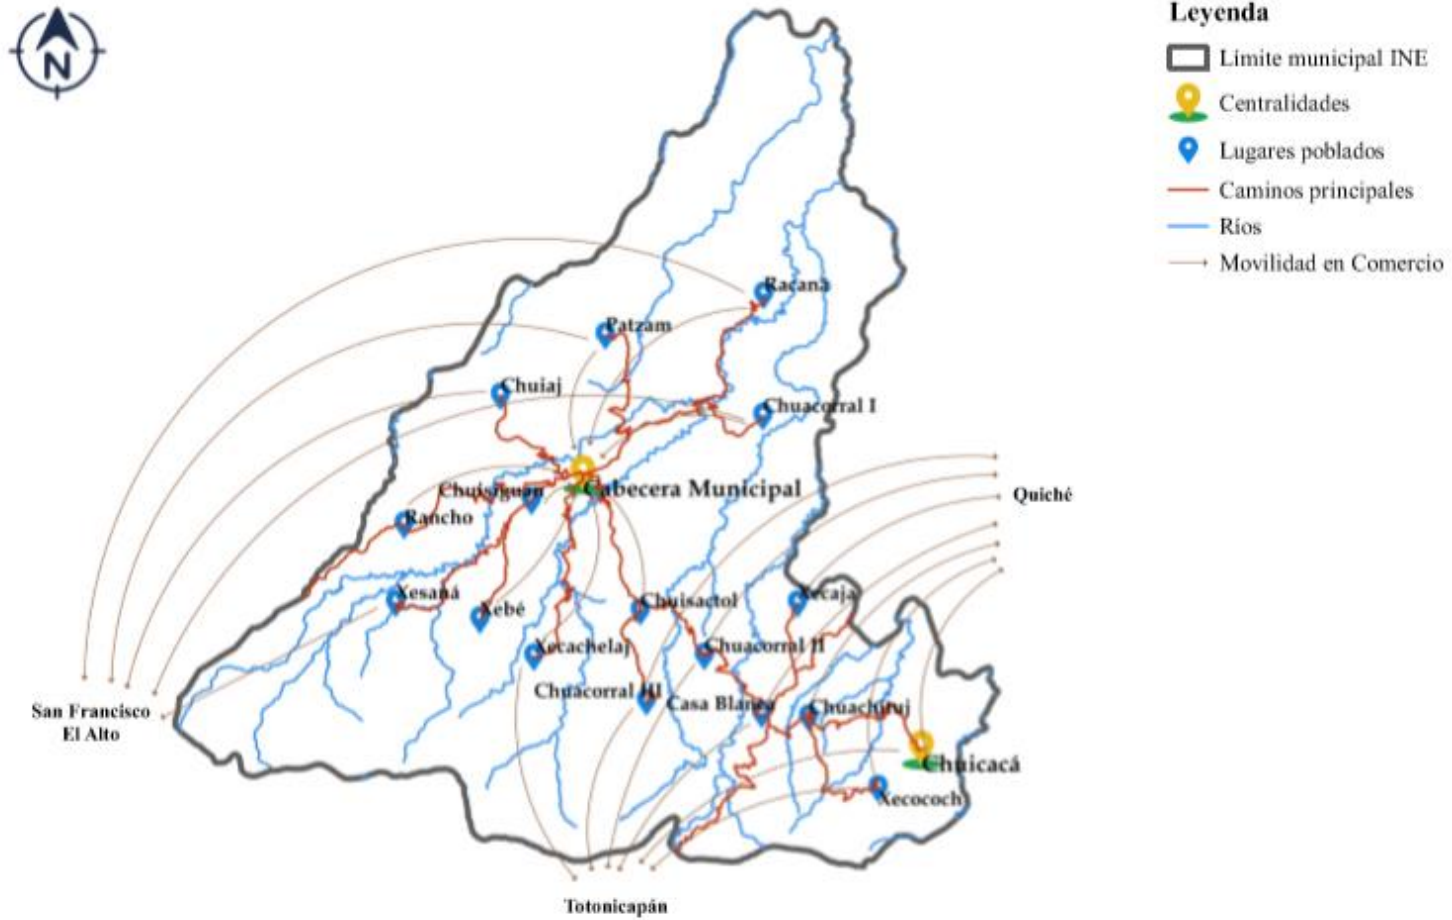 N
Leyenda
Límite municipal INE
Centralidades
Lugares poblados
Caminos principales
Ríos
Movilidad en Comercio
Racaná
Patzam
Chuiaj
Chuacorral I
Chuisiguan
Cabecera Municipal
Quiché
Rancho
Xesaná
Xebé
Chuisactol
Xecaja
Xecachelaj
Chuacorral II
Chuacorral III
Casa Blanca
Chuachituj
San Francisco
El Alto
Chuicacá
Xecococh
Totonicapán